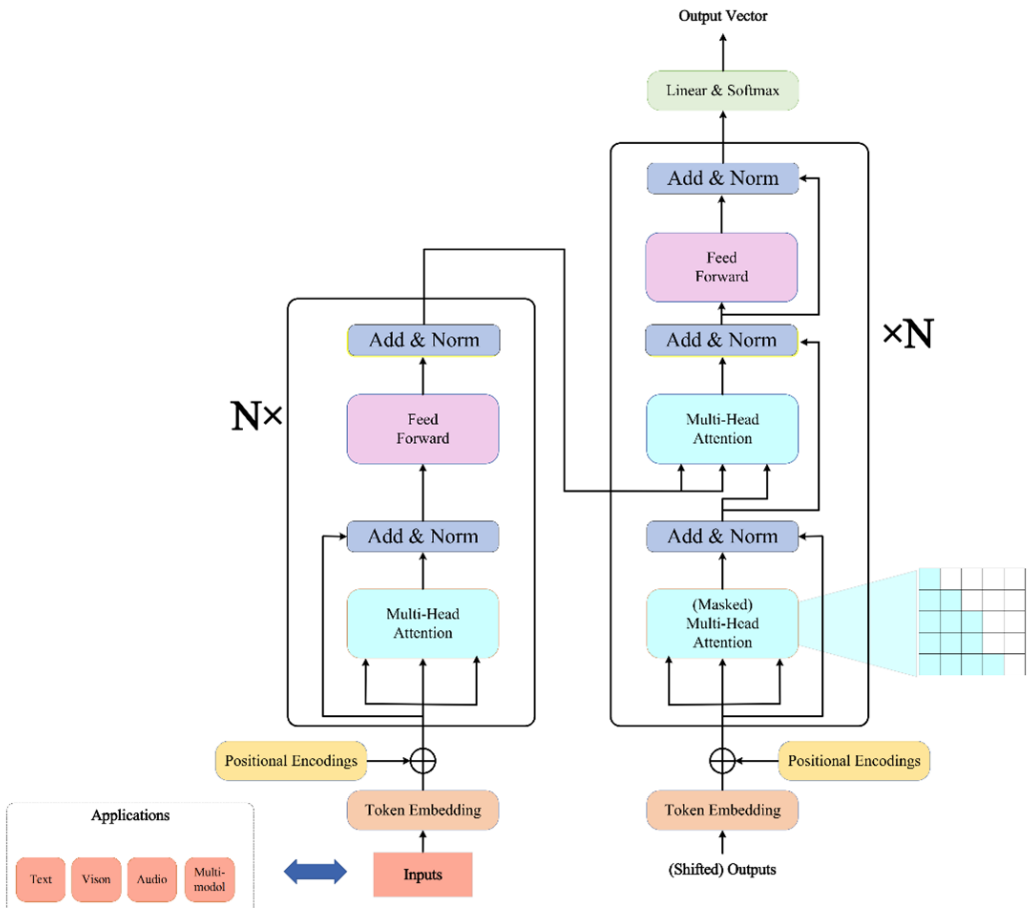 Output Vector
Linear & Softmax
Add & Norm
Feed
Forward
Add & Norm
×N
Multi-Head
Attention
Add & Norm
(Masked)
Multi-Head
Attention
Positional Encodings
Token Embedding
(Shifted) Outputs
Add & Norm
N×
Feed
Forward
Add & Norm
Multi-Head
Attention
Positional Encodings
Token Embedding
Inputs
Applications
Text
Vison
Audio
Multi-
modol